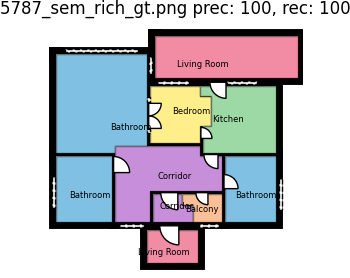 5787_sem_rich_gt.png prec: 100, rec: 100
Living Room
Bedroom
Kitchen
Bathroom
Corridor
Bathroom
Bathroom
Corridor
Balcony
Living Room